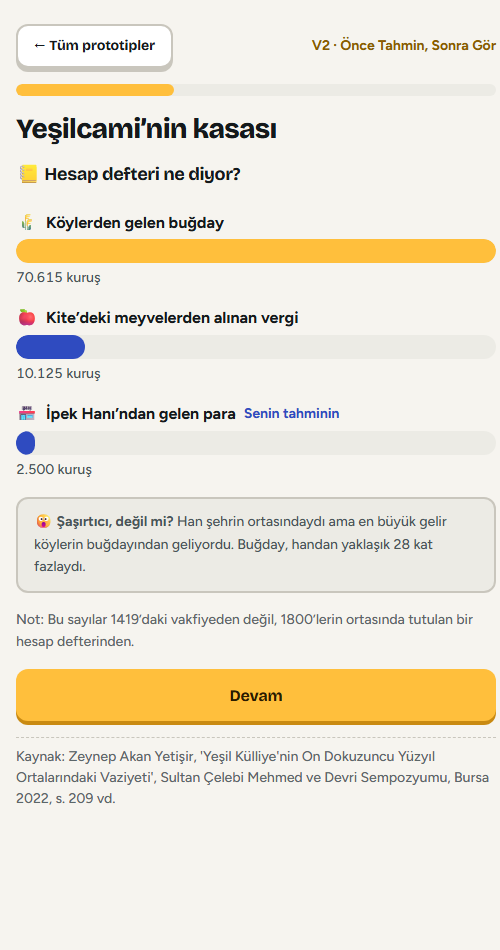 ← Tüm prototipler
V2 · Önce Tahmin, Sonra Gör
Yeşilcami’nin kasası
Hesap defteri ne diyor?
Köylerden gelen buğday
70.615 kuruş
Kite’deki meyvelerden alınan vergi
10.125 kuruş
İpek Hanı’ndan gelen para Senin tahminin
2.500 kuruş
Şaşırtıcı, değil mi? Han şehrin ortasındaydı ama en büyük gelir
köylerin buğdayından geliyordu. Buğday, handan yaklaşık 28 kat
fazlaydı.
Not: Bu sayılar 1419’daki vakfiyeden değil, 1800’lerin ortasında tutulan bir
hesap defterinden.
Devam
Kaynak: Zeynep Akan Yetişir, 'Yeşil Külliye'nin On Dokuzuncu Yüzyıl
Ortalarındaki Vaziyeti', Sultan Çelebi Mehmed ve Devri Sempozyumu, Bursa
2022, s. 209 vd.